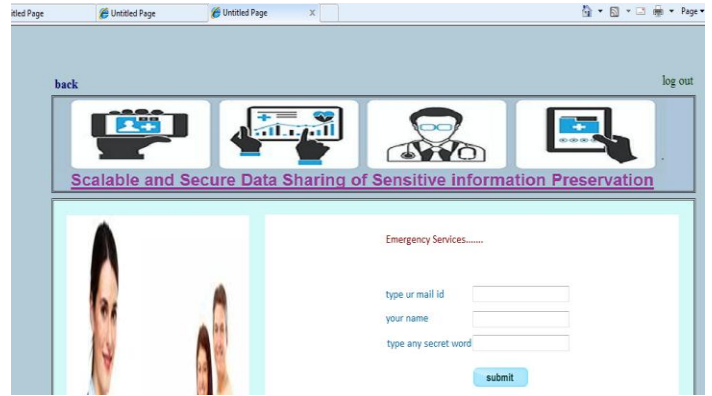 itled Page Untitled Page Untitled Page X Page
back log out
Scalable and Secure Data Sharing of Sensitive information Preservation
Emergency Services.......
type ur mail id
your name
type any secret word
submit